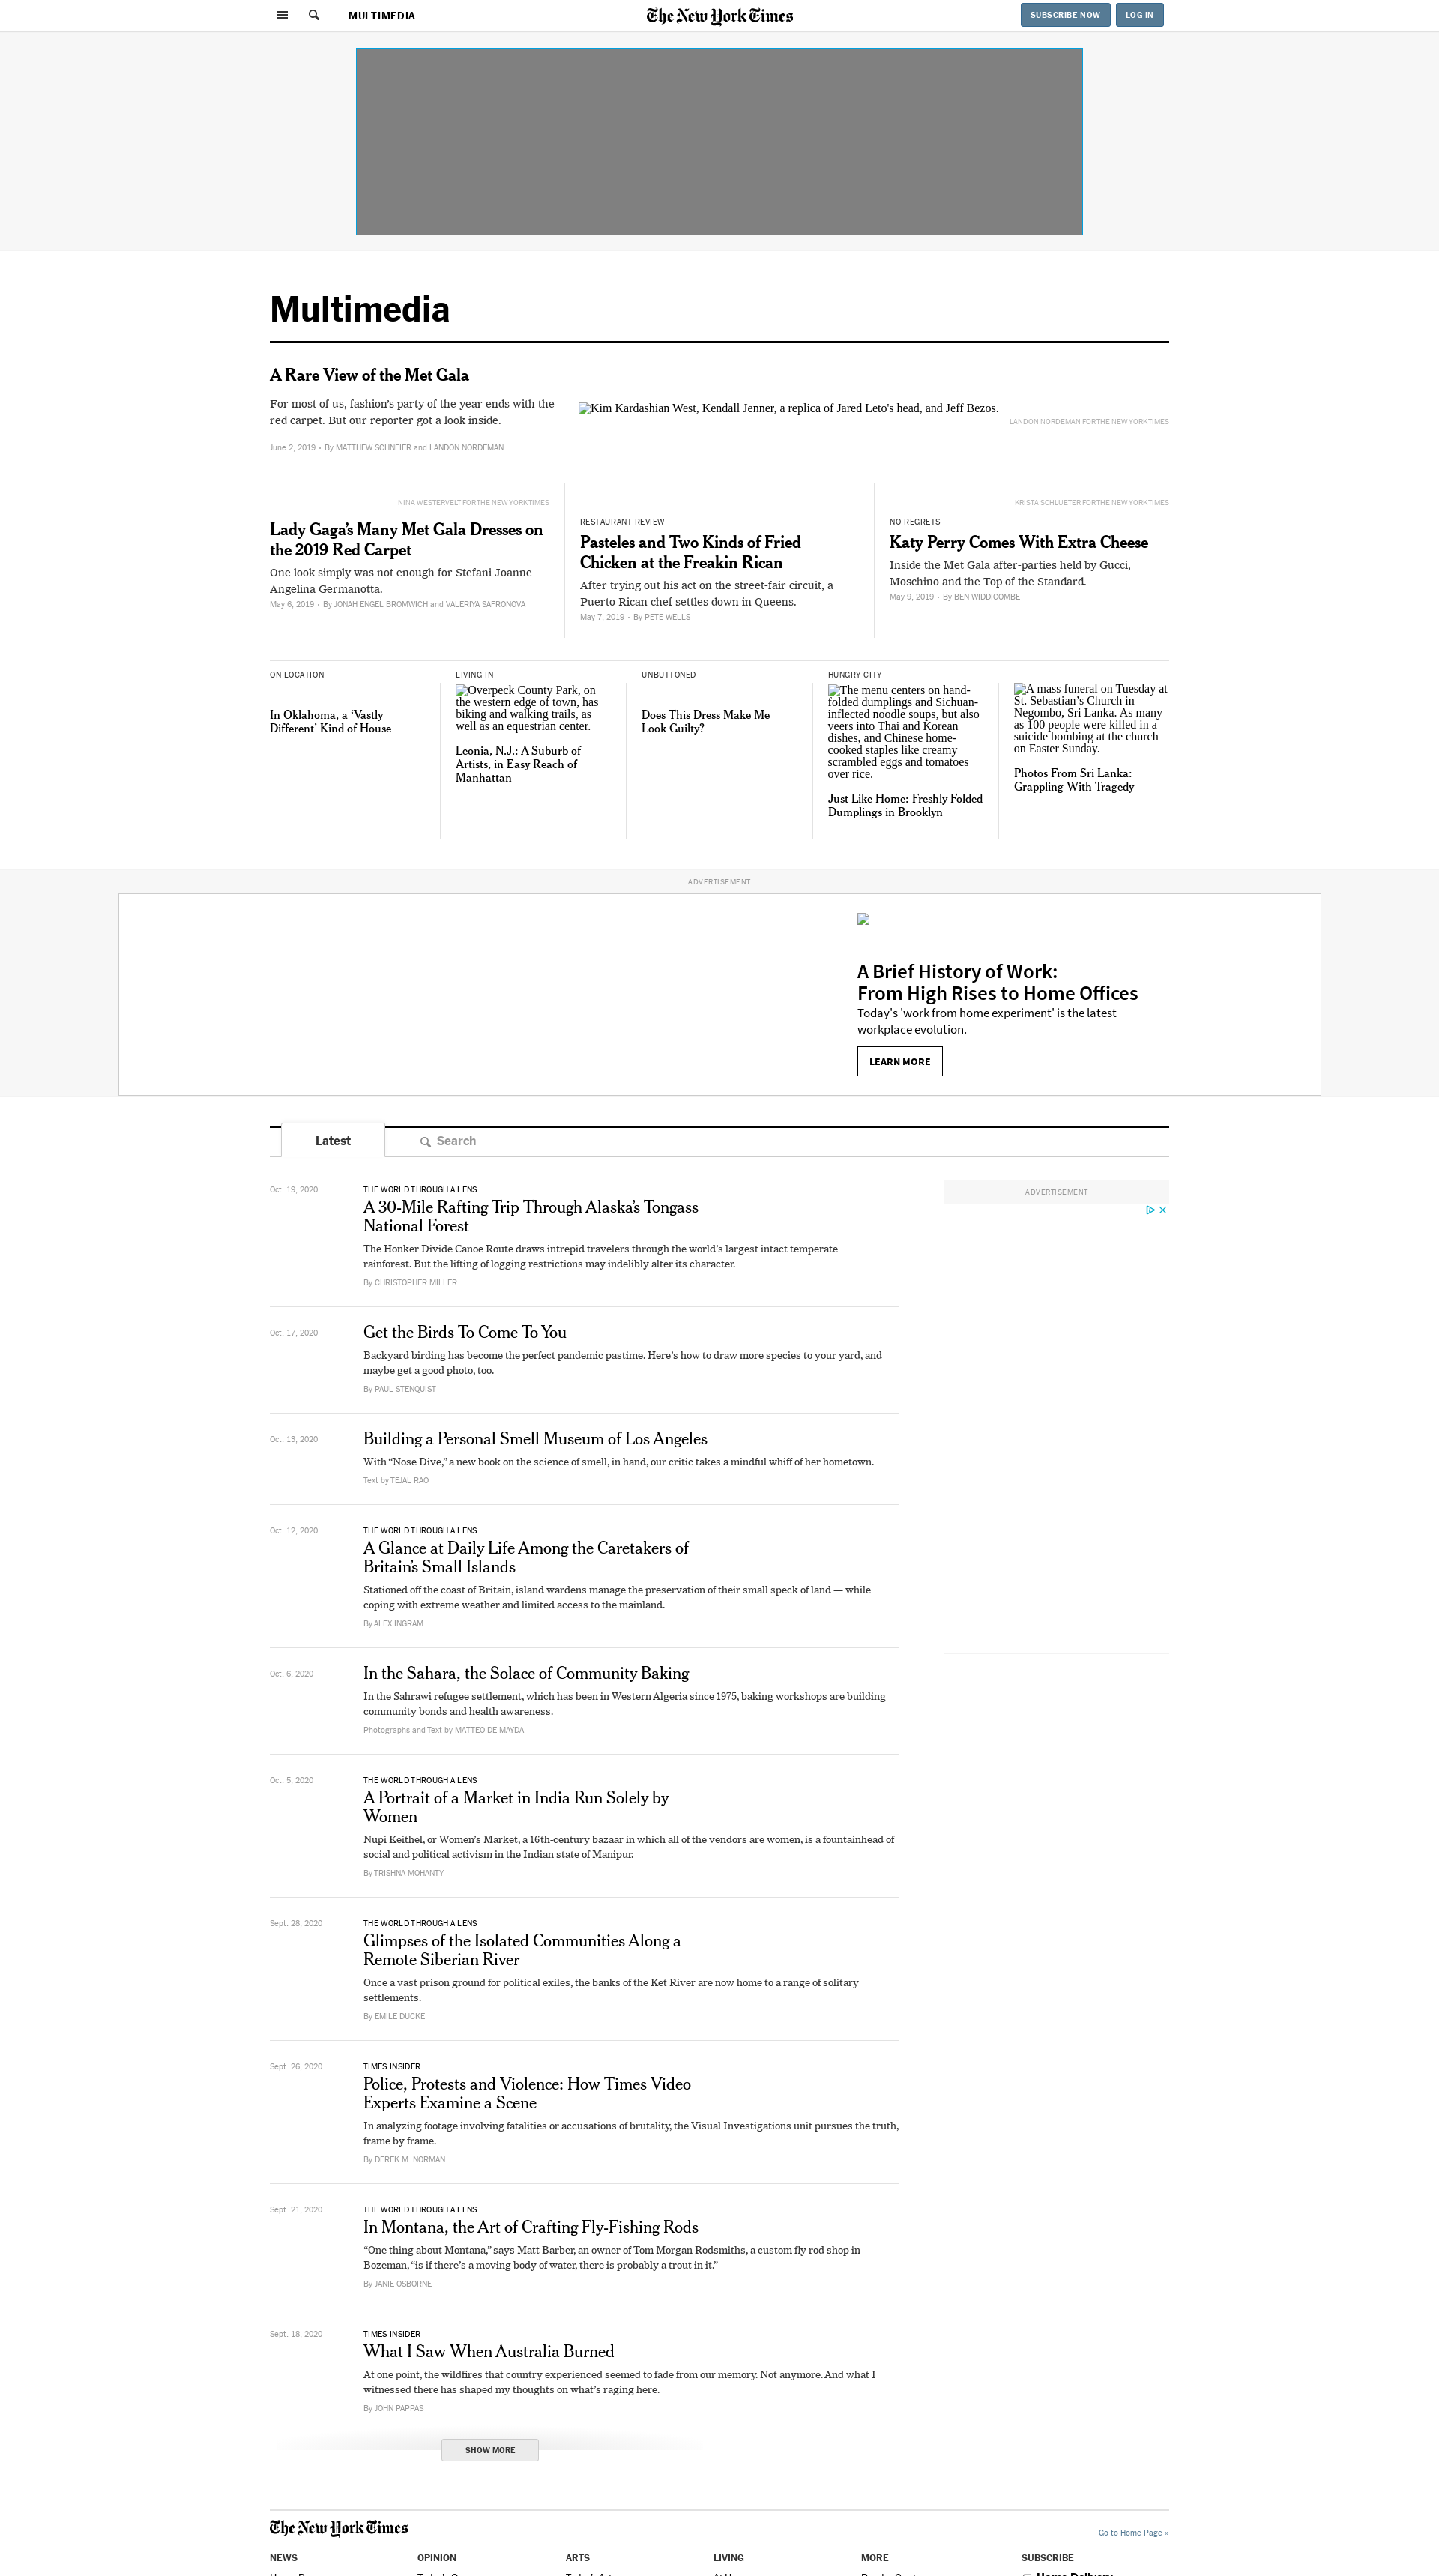 MULTIMEDIA
The New York Times
SUBSCRIBE NOW
LOG IN
Multimedia
A Rare View of the Met Gala
For most of us, fashion's party of the year ends with the
red carpet. But our reporter got a look inside.
June 2, 2019 • By MATTHEW SCHNEIER and LANDON NORDEMAN
Kim Kardashian West, Kendall Jenner, a replica of Jared Leto's head, and Jeff Bezos.
LANDON NORDEMAN FOR THE NEW YORK TIMES
NINA WESTERVELT FOR THE NEW YORK TIMES
Lady Gaga’s Many Met Gala Dresses on
the 2019 Red Carpet
One look simply was not enough for Stefani Joanne
Angelina Germanotta.
May 6, 2019 • By JONAH ENGEL BROMWICH and VALERIYA SAFRONOVA
RESTAURANT REVIEW
Pasteles and Two Kinds of Fried
Chicken at the Freakin Rican
After trying out his act on the street-fair circuit, a
Puerto Rican chef settles down in Queens.
May 7, 2019 • By PETE WELLS
KRISTA SCHLUETER FOR THE NEW YORK TIMES
NO REGRETS
Katy Perry Comes With Extra Cheese
Inside the Met Gala after-parties held by Gucci,
Moschino and the Top of the Standard.
May 9, 2019 • By BEN WIDDICOMBE
ON LOCATION
In Oklahoma, a ‘Vastly
Different’ Kind of House
LIVING IN
Overpeck County Park, on
the western edge of town, has
biking and walking trails, as
well as an equestrian center.
Leonia, N.J.: A Suburb of
Artists, in Easy Reach of
Manhattan
UNBUTTONED
Does This Dress Make Me
Look Guilty?
HUNGRY CITY
The menu centers on hand-
folded dumplings and Sichuan-
inflected noodle soups, but also
veers into Thai and Korean
dishes, and Chinese home-
cooked staples like creamy
scrambled eggs and tomatoes
over rice.
Just Like Home: Freshly Folded
Dumplings in Brooklyn
A mass funeral on Tuesday at
St. Sebastian’s Church in
Negombo, Sri Lanka. As many
as 100 people were killed in a
suicide bombing at the church
on Easter Sunday.
Photos From Sri Lanka:
Grappling With Tragedy
ADVERTISEMENT
A Brief History of Work:
From High Rises to Home Offices
Today's 'work from home experiment' is the latest
workplace evolution.
LEARN MORE
Latest
Search
ADVERTISEMENT
Oct. 19, 2020
THE WORLD THROUGH A LENS
A 30-Mile Rafting Trip Through Alaska’s Tongass
National Forest
The Honker Divide Canoe Route draws intrepid travelers through the world’s largest intact temperate
rainforest. But the lifting of logging restrictions may indelibly alter its character.
By CHRISTOPHER MILLER
Oct. 17, 2020
Get the Birds To Come To You
Backyard birding has become the perfect pandemic pastime. Here’s how to draw more species to your yard, and
maybe get a good photo, too.
By PAUL STENQUIST
Oct. 13, 2020
Building a Personal Smell Museum of Los Angeles
With “Nose Dive,” a new book on the science of smell, in hand, our critic takes a mindful whiff of her hometown.
Text by TEJAL RAO
Oct. 12, 2020
THE WORLD THROUGH A LENS
A Glance at Daily Life Among the Caretakers of
Britain’s Small Islands
Stationed off the coast of Britain, island wardens manage the preservation of their small speck of land — while
coping with extreme weather and limited access to the mainland.
By ALEX INGRAM
Oct. 6, 2020
In the Sahara, the Solace of Community Baking
In the Sahrawi refugee settlement, which has been in Western Algeria since 1975, baking workshops are building
community bonds and health awareness.
Photographs and Text by MATTEO DE MAYDA
Oct. 5, 2020
THE WORLD THROUGH A LENS
A Portrait of a Market in India Run Solely by
Women
Nupi Keithel, or Women’s Market, a 16th-century bazaar in which all of the vendors are women, is a fountainhead of
social and political activism in the Indian state of Manipur.
By TRISHNA MOHANTY
Sept. 28, 2020
THE WORLD THROUGH A LENS
Glimpses of the Isolated Communities Along a
Remote Siberian River
Once a vast prison ground for political exiles, the banks of the Ket River are now home to a range of solitary
settlements.
By EMILE DUCKE
Sept. 26, 2020
TIMES INSIDER
Police, Protests and Violence: How Times Video
Experts Examine a Scene
In analyzing footage involving fatalities or accusations of brutality, the Visual Investigations unit pursues the truth,
frame by frame.
By DEREK M. NORMAN
Sept. 21, 2020
THE WORLD THROUGH A LENS
In Montana, the Art of Crafting Fly-Fishing Rods
“One thing about Montana,” says Matt Barber, an owner of Tom Morgan Rodsmiths, a custom fly rod shop in
Bozeman, “is if there’s a moving body of water, there is probably a trout in it.”
By JANIE OSBORNE
Sept. 18, 2020
TIMES INSIDER
What I Saw When Australia Burned
At one point, the wildfires that country experienced seemed to fade from our memory. Not anymore. And what I
witnessed there has shaped my thoughts on what’s raging here.
By JOHN PAPPAS
SHOW MORE
The New York Times
Go to Home Page »
NEWS
OPINION
ARTS
LIVING
MORE
SUBSCRIBE